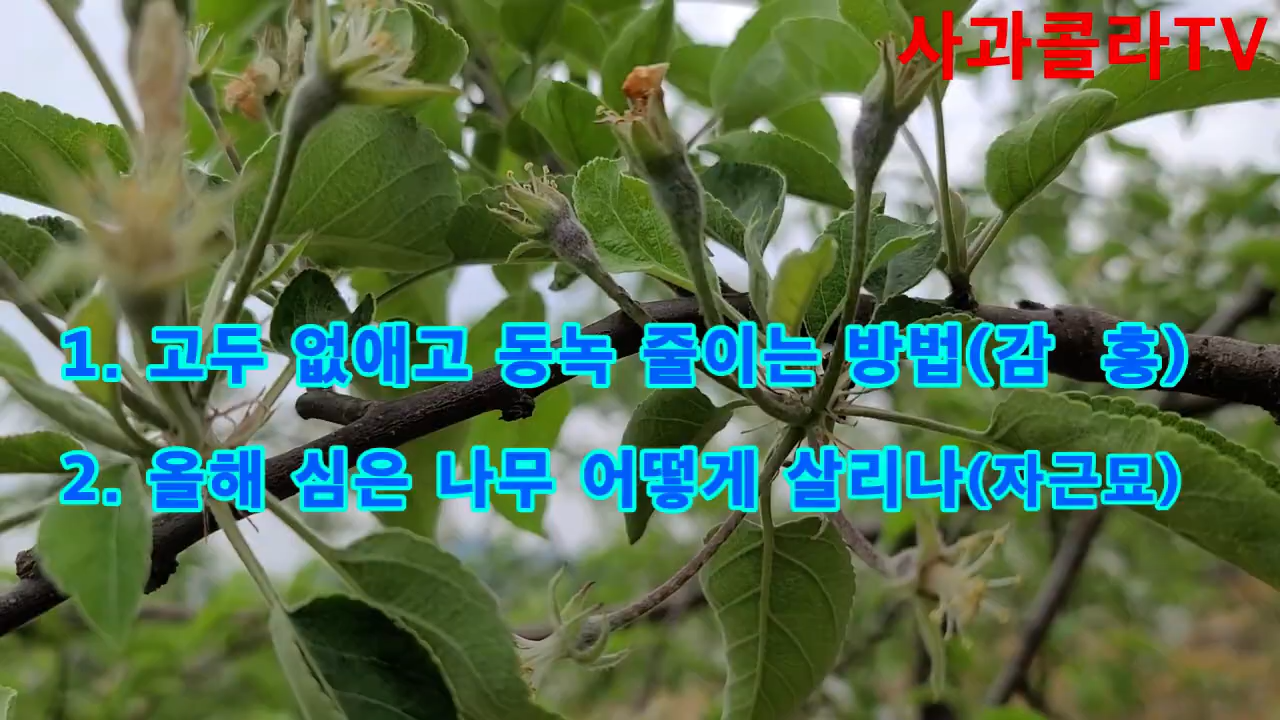 사과콜라TV
1. 고두 없애고 동녹 줄이는 방법(감 홍)
2. 올해 심은 나무 어떻게 살리나(자근묘)